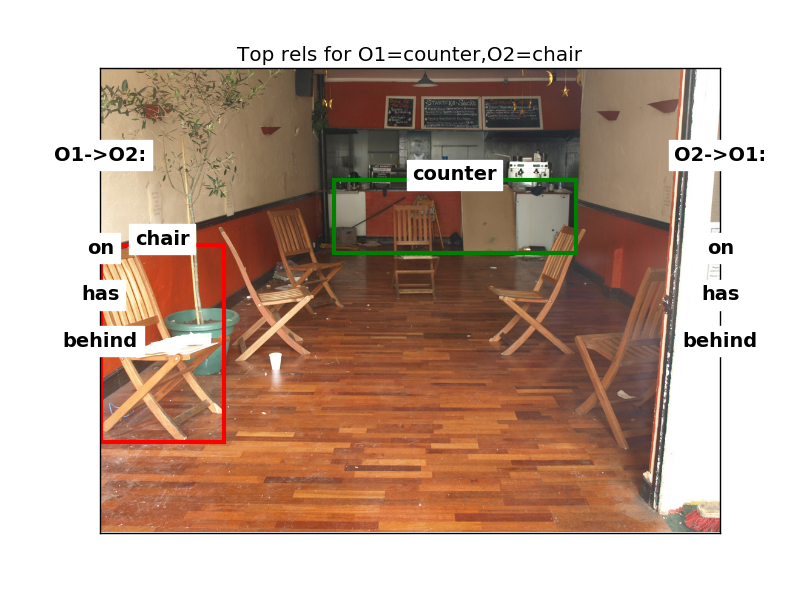 Top rels for O1=counter,O2=chair
O1->O2:
O2->O1:
counter
chair
on
on
has
has
behind
behind